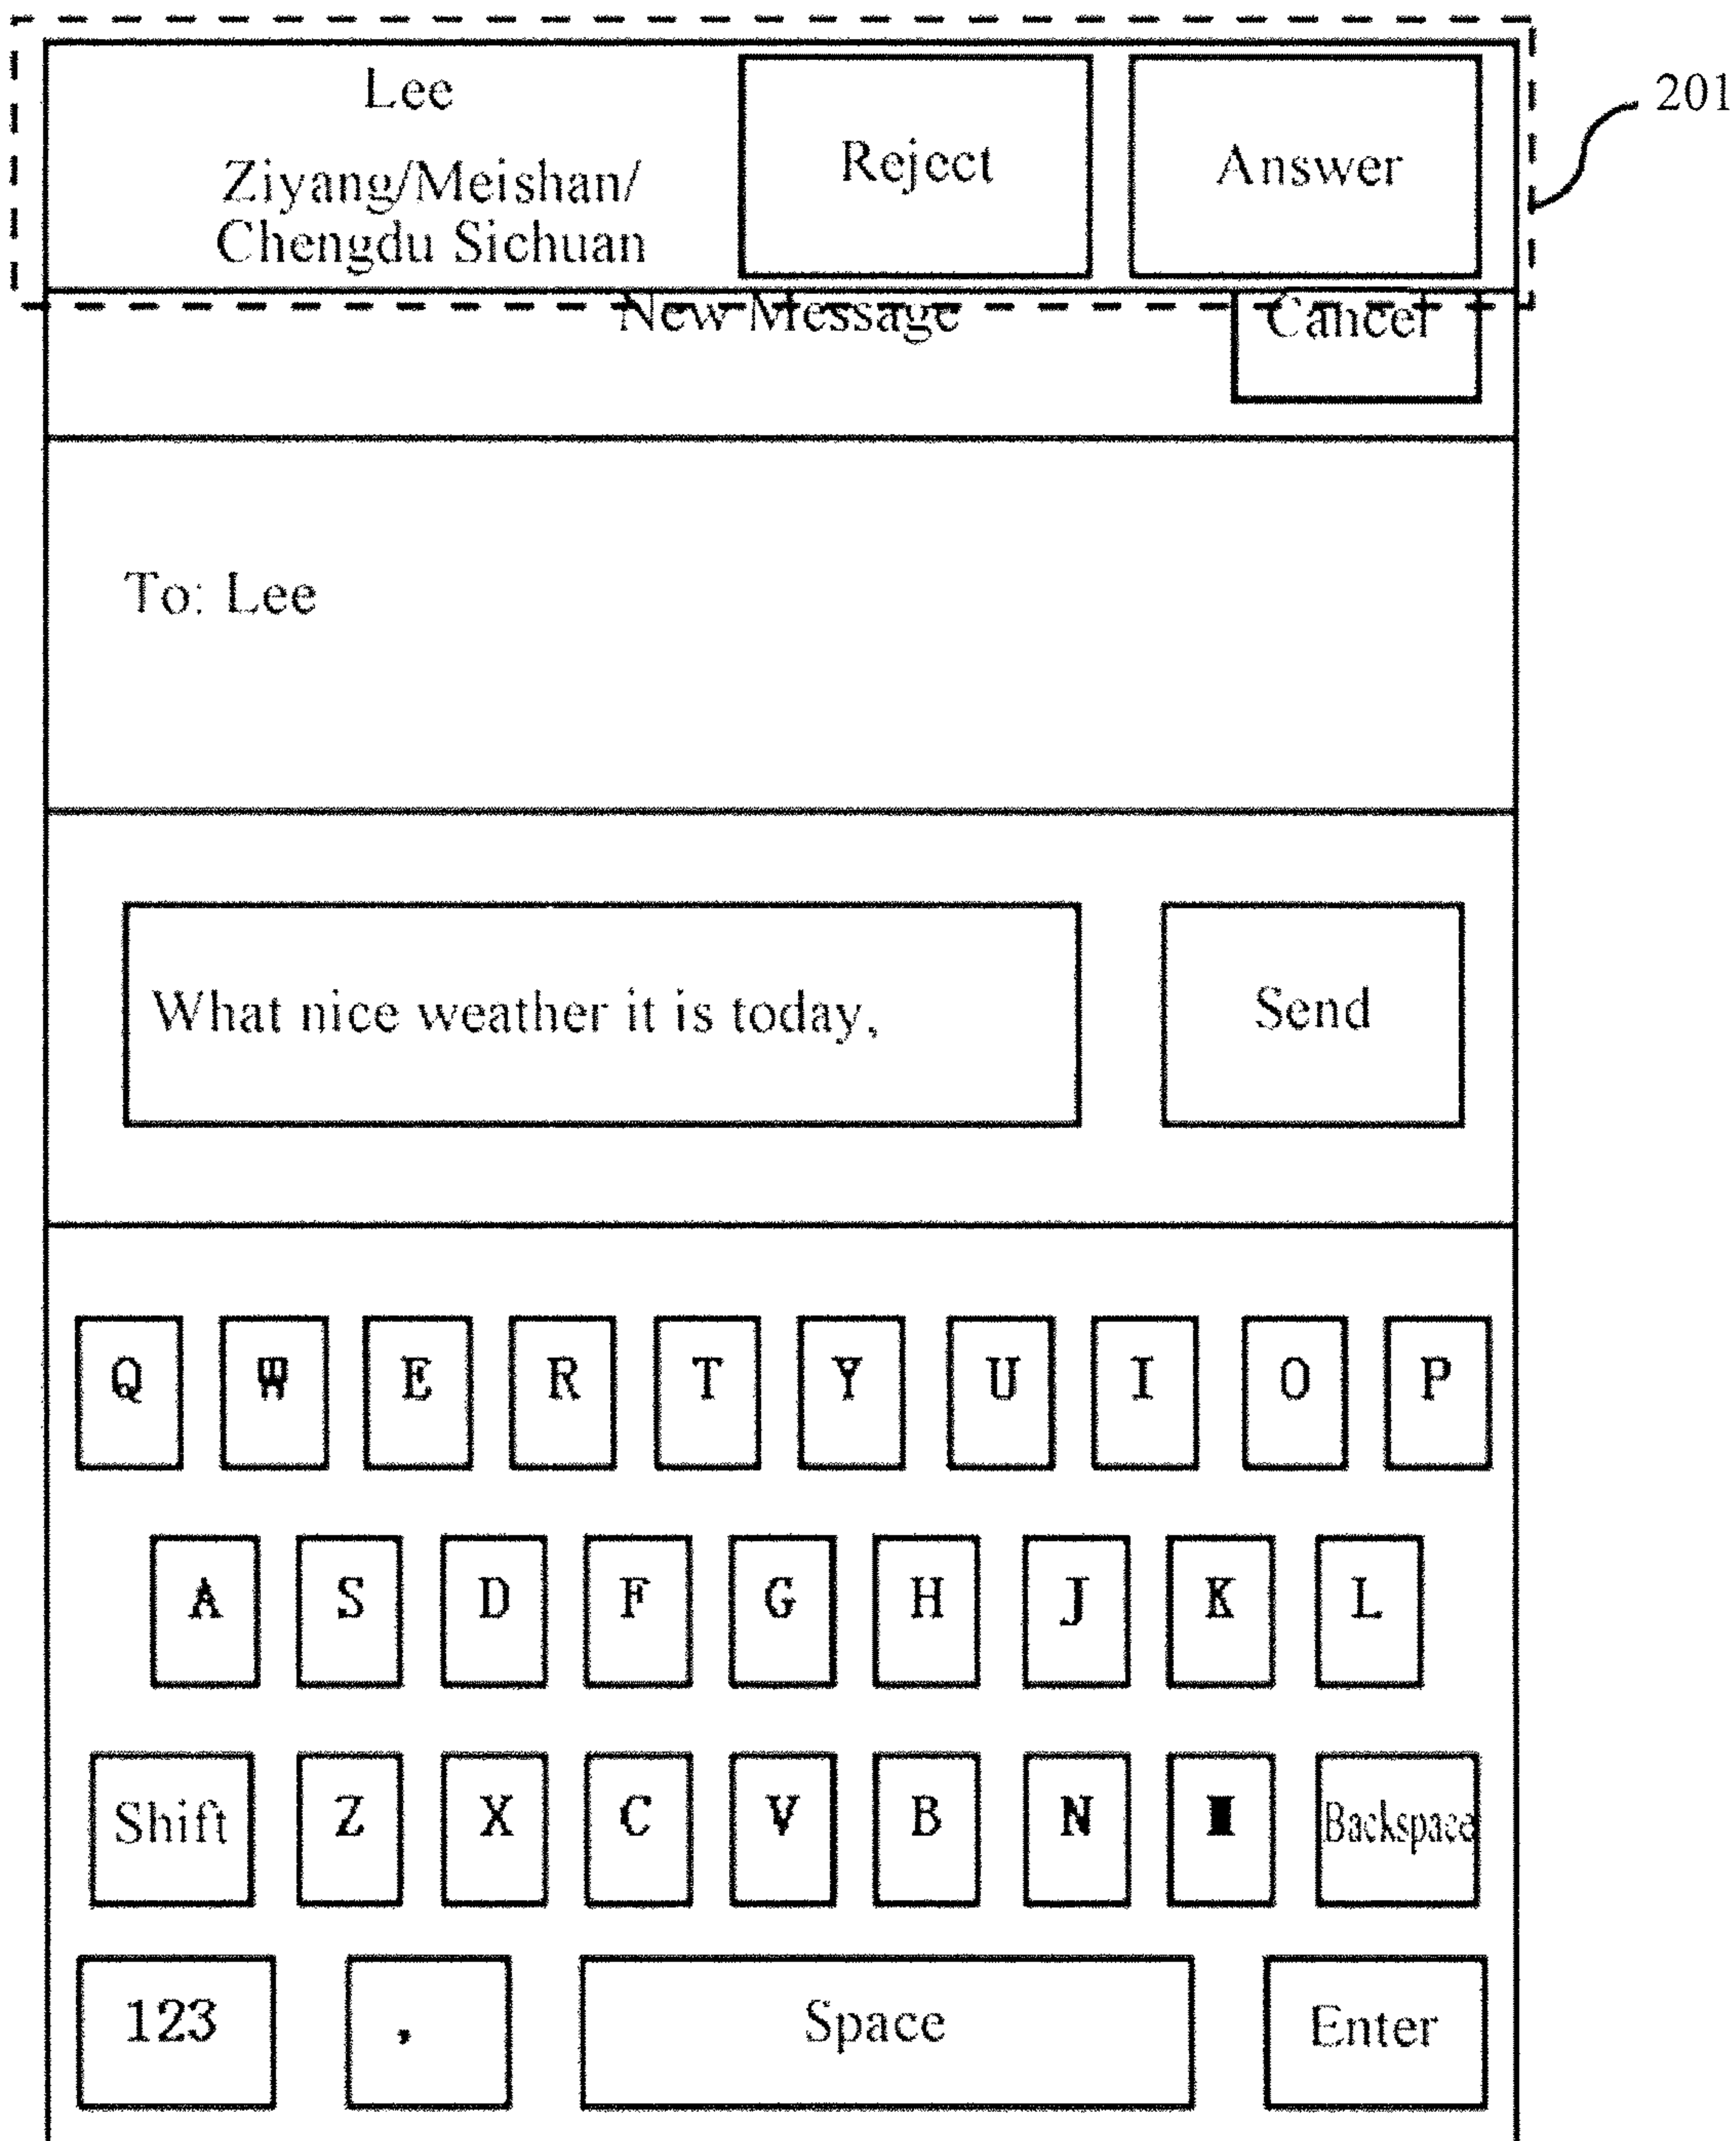 Lee
Ziyang/Meishan/
Chengdu Sichuan
Reject
Answer
201
New Message
Cancel
To: Lee
What nice weather it is today,
Send
Q W E R T Y U I O P
A S D F G H J K L
Shift Z X C V B N M Backspace
123 , Space Enter